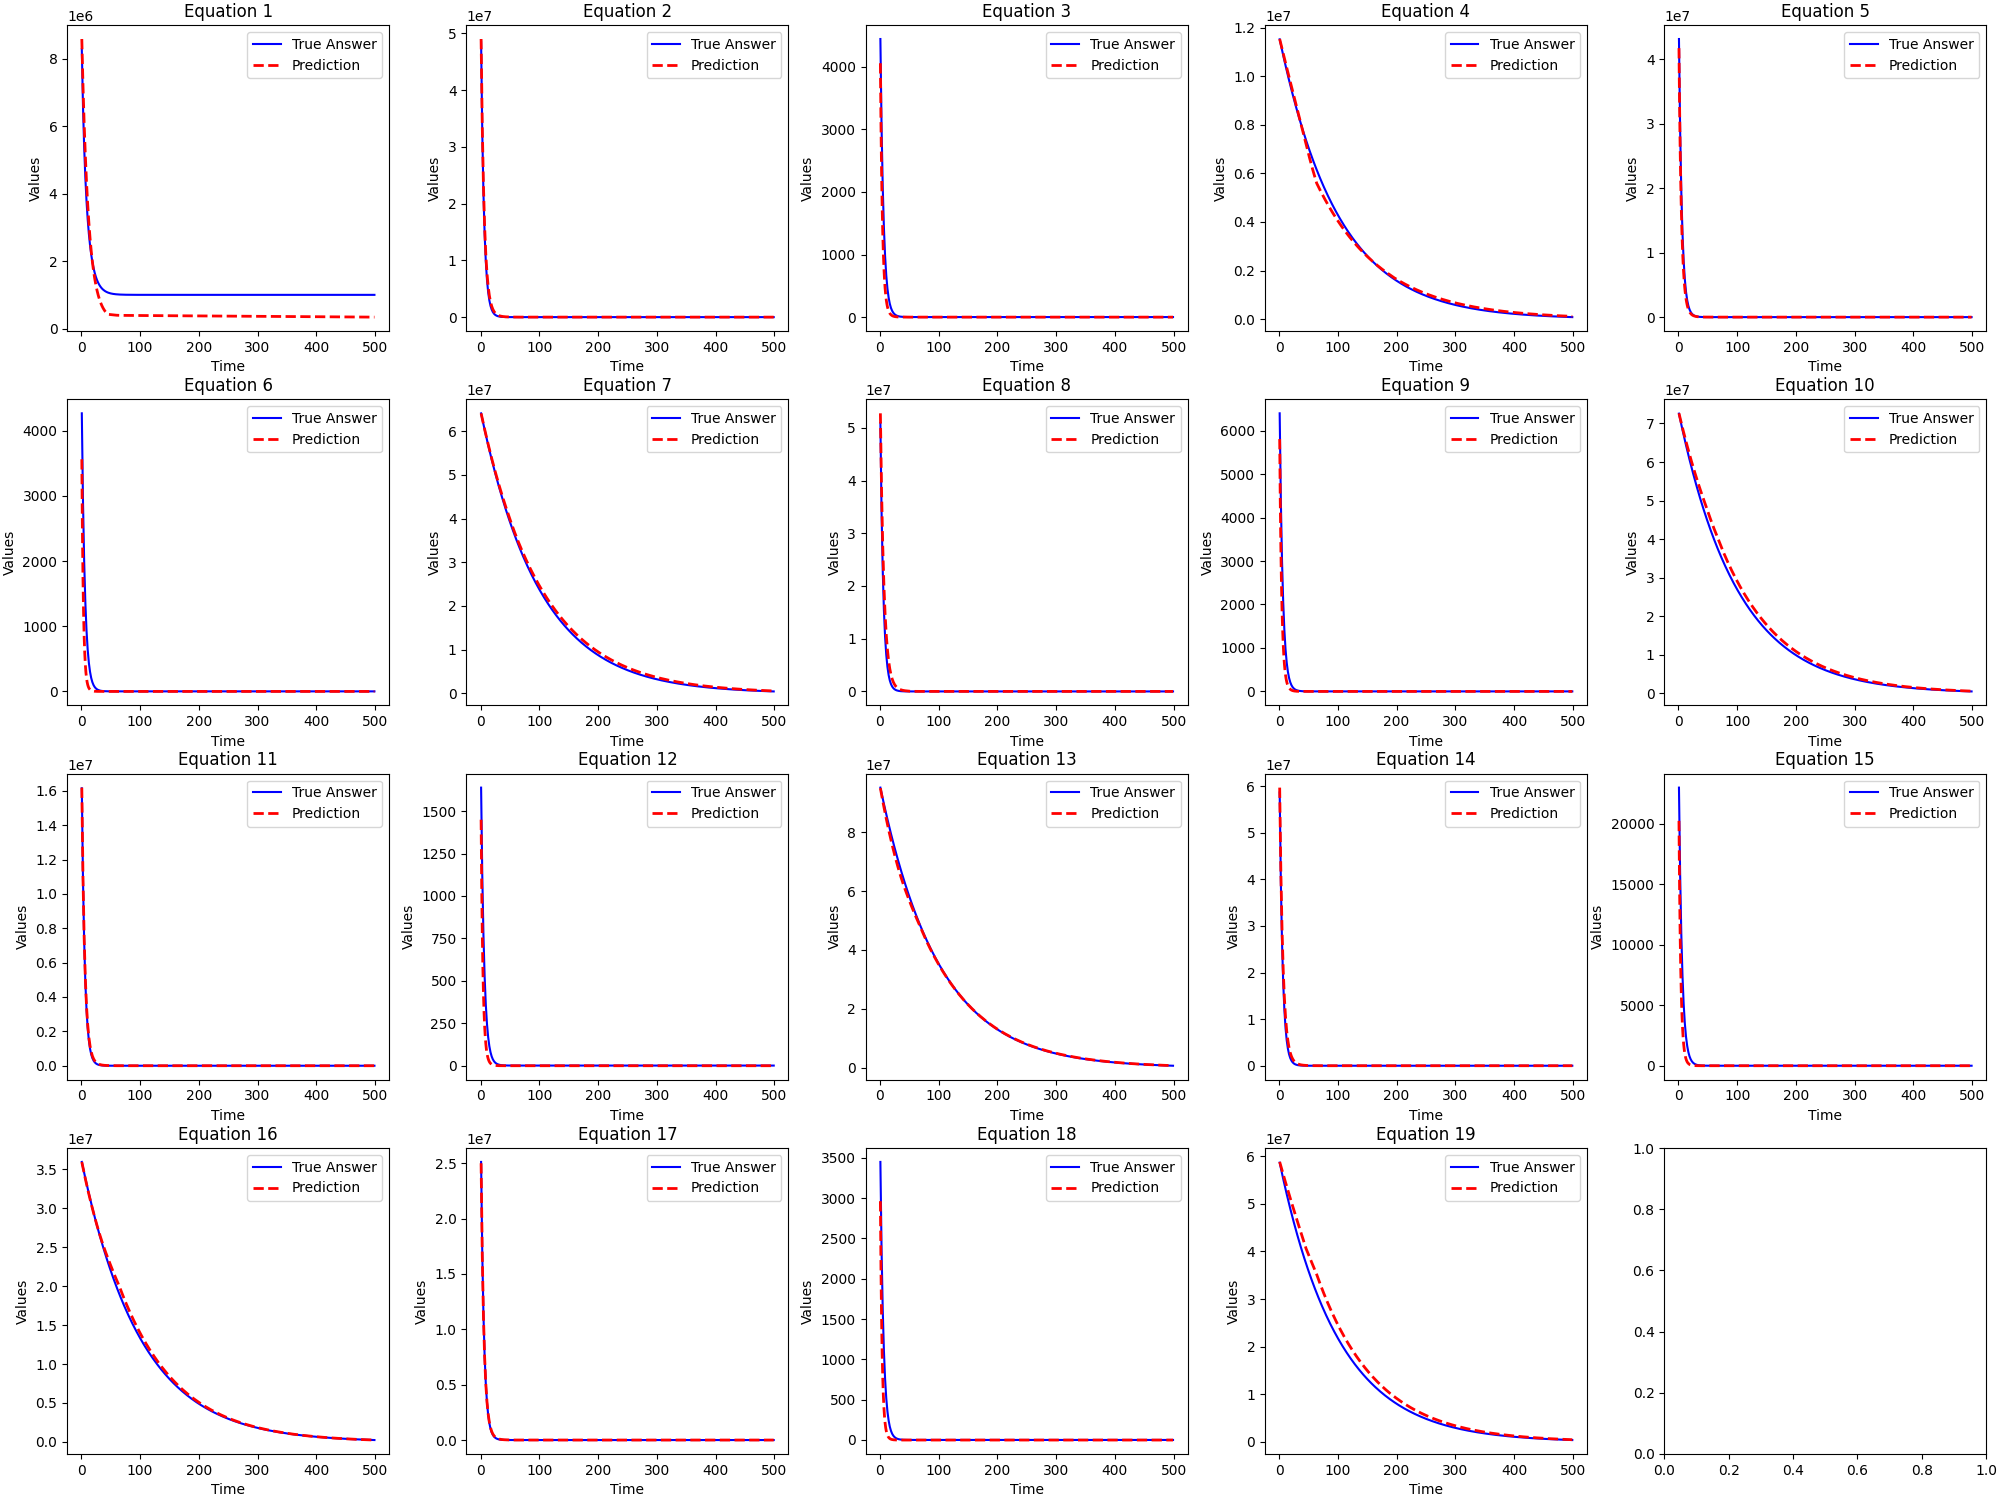 Equation 1
1e6
True Answer
Prediction
8
6
4
2
0
Values
0 100 200 300 400 500
Time
Equation 2
1e7
True Answer
Prediction
5
4
3
2
1
0
Values
0 100 200 300 400 500
Time
Equation 3
True Answer
Prediction
4000
3000
2000
1000
0
Values
0 100 200 300 400 500
Time
Equation 4
1e7
True Answer
Prediction
1.2
1.0
0.8
0.6
0.4
0.2
0.0
Values
0 100 200 300 400 500
Time
Equation 5
1e7
True Answer
Prediction
4
3
2
1
0
Values
0 100 200 300 400 500
Time
Equation 6
True Answer
Prediction
4000
3000
2000
1000
0
Values
0 100 200 300 400 500
Time
Equation 7
1e7
True Answer
Prediction
6
5
4
3
2
1
0
Values
0 100 200 300 400 500
Time
Equation 8
1e7
True Answer
Prediction
5
4
3
2
1
0
Values
0 100 200 300 400 500
Time
Equation 9
True Answer
Prediction
6000
5000
4000
3000
2000
1000
0
Values
0 100 200 300 400 500
Time
Equation 10
1e7
True Answer
Prediction
7
6
5
4
3
2
1
0
Values
0 100 200 300 400 500
Time
Equation 11
1e7
True Answer
Prediction
1.6
1.4
1.2
1.0
0.8
0.6
0.4
0.2
0.0
Values
0 100 200 300 400 500
Time
Equation 12
True Answer
Prediction
1500
1250
1000
750
500
250
0
Values
0 100 200 300 400 500
Time
Equation 13
1e7
True Answer
Prediction
8
6
4
2
0
Values
0 100 200 300 400 500
Time
Equation 14
1e7
True Answer
Prediction
6
5
4
3
2
1
0
Values
0 100 200 300 400 500
Time
Equation 15
True Answer
Prediction
20000
15000
10000
5000
0
Values
0 100 200 300 400 500
Time
Equation 16
1e7
True Answer
Prediction
3.5
3.0
2.5
2.0
1.5
1.0
0.5
0.0
Values
0 100 200 300 400 500
Time
Equation 17
1e7
True Answer
Prediction
2.5
2.0
1.5
1.0
0.5
0.0
Values
0 100 200 300 400 500
Time
Equation 18
True Answer
Prediction
3500
3000
2500
2000
1500
1000
500
0
Values
0 100 200 300 400 500
Time
Equation 19
1e7
True Answer
Prediction
6
5
4
3
2
1
0
Values
0 100 200 300 400 500
Time
1.0
0.8
0.6
0.4
0.2
0.0
0.0 0.2 0.4 0.6 0.8 1.0